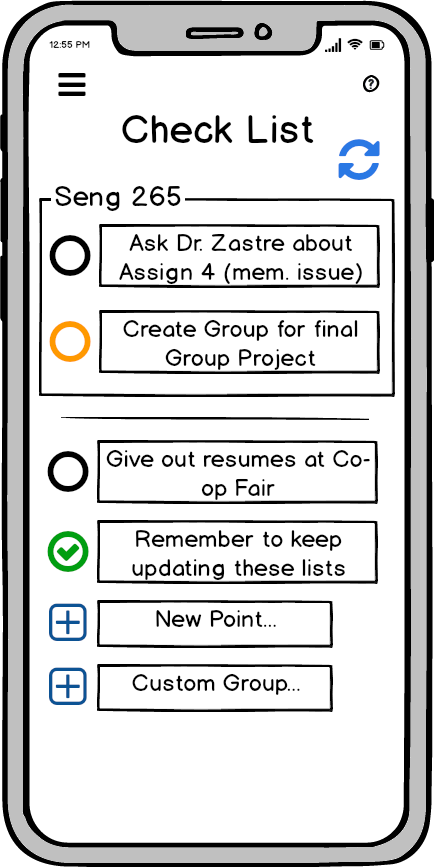 12:55 PM
Check List
Seng 265
Ask Dr. Zastre about
Assign 4 (mem. issue)
Create Group for final
Group Project
Give out resumes at Co-
op Fair
Remember to keep
updating these lists
New Point...
Custom Group...